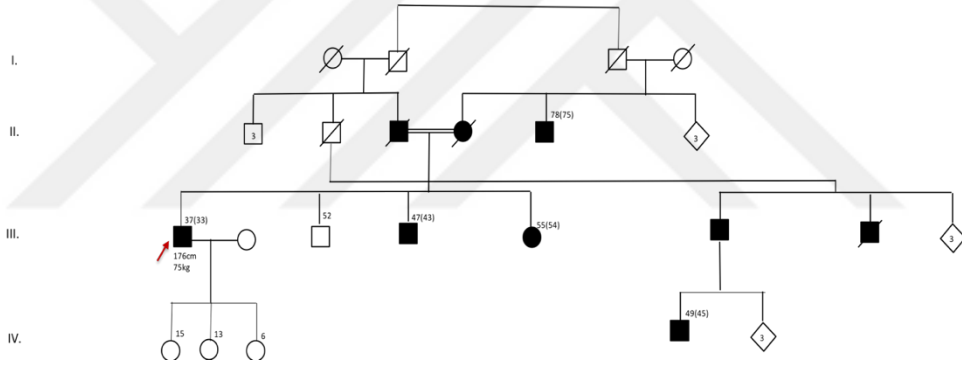 I.
3
78(75)
3
II.
37(33)
52
47(43)
55(54)
III.
176cm
75kg
3
49(45)
15
13
6
3
IV.